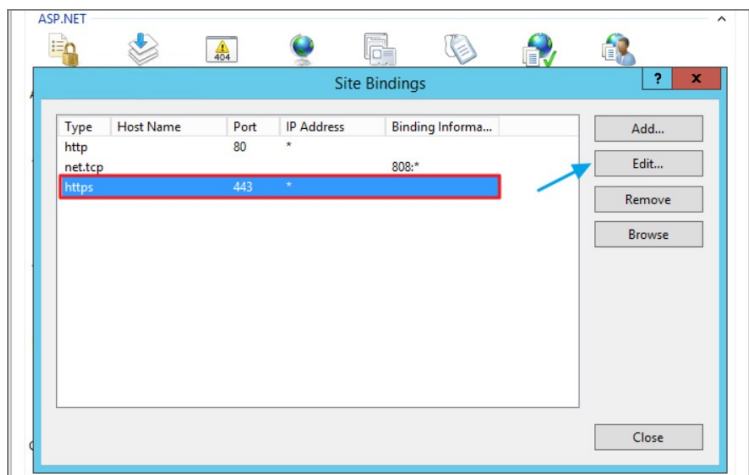 ASP.NET
404
Site Bindings
? x
Type Host Name Port IP Address Binding Informa...
http 80 *
net.tcp 808:*
https 443 *
Add...
Edit...
Remove
Browse
Close